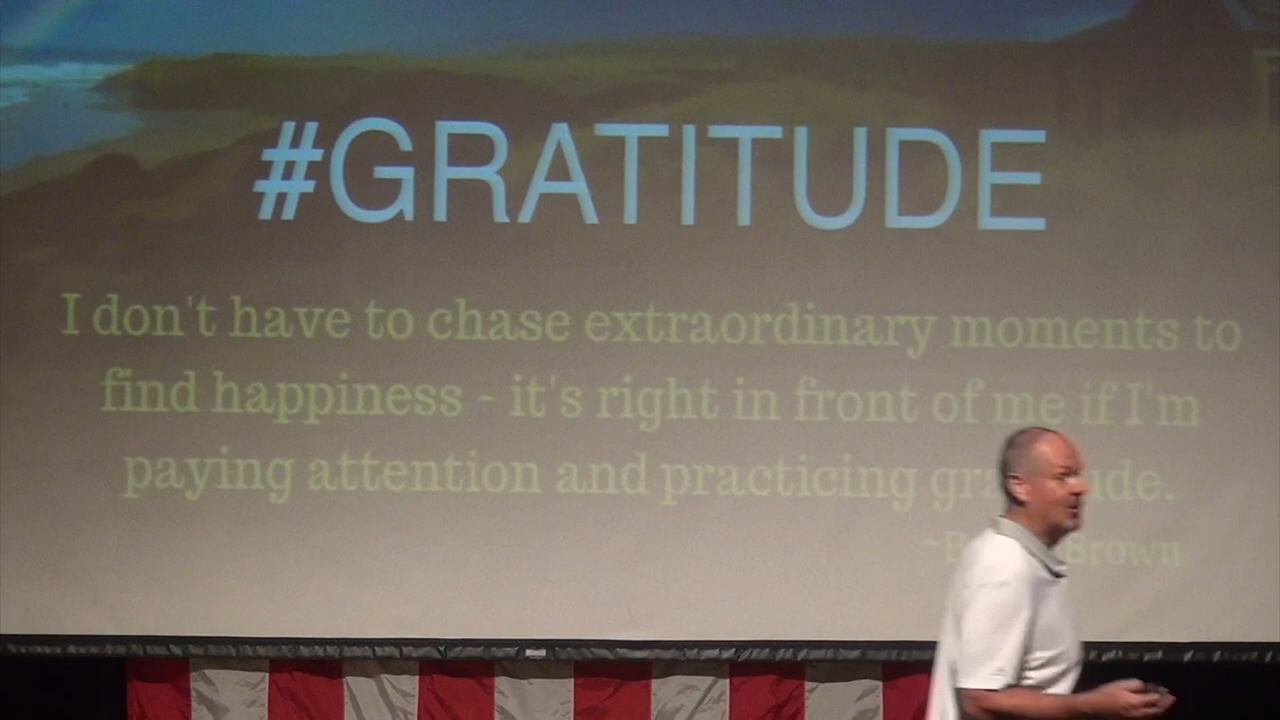 #GRATITUDE
I don't have to chase extraordinary moments to
find happiness - it's right in front of me if I'm
paying attention and practicing
Brown